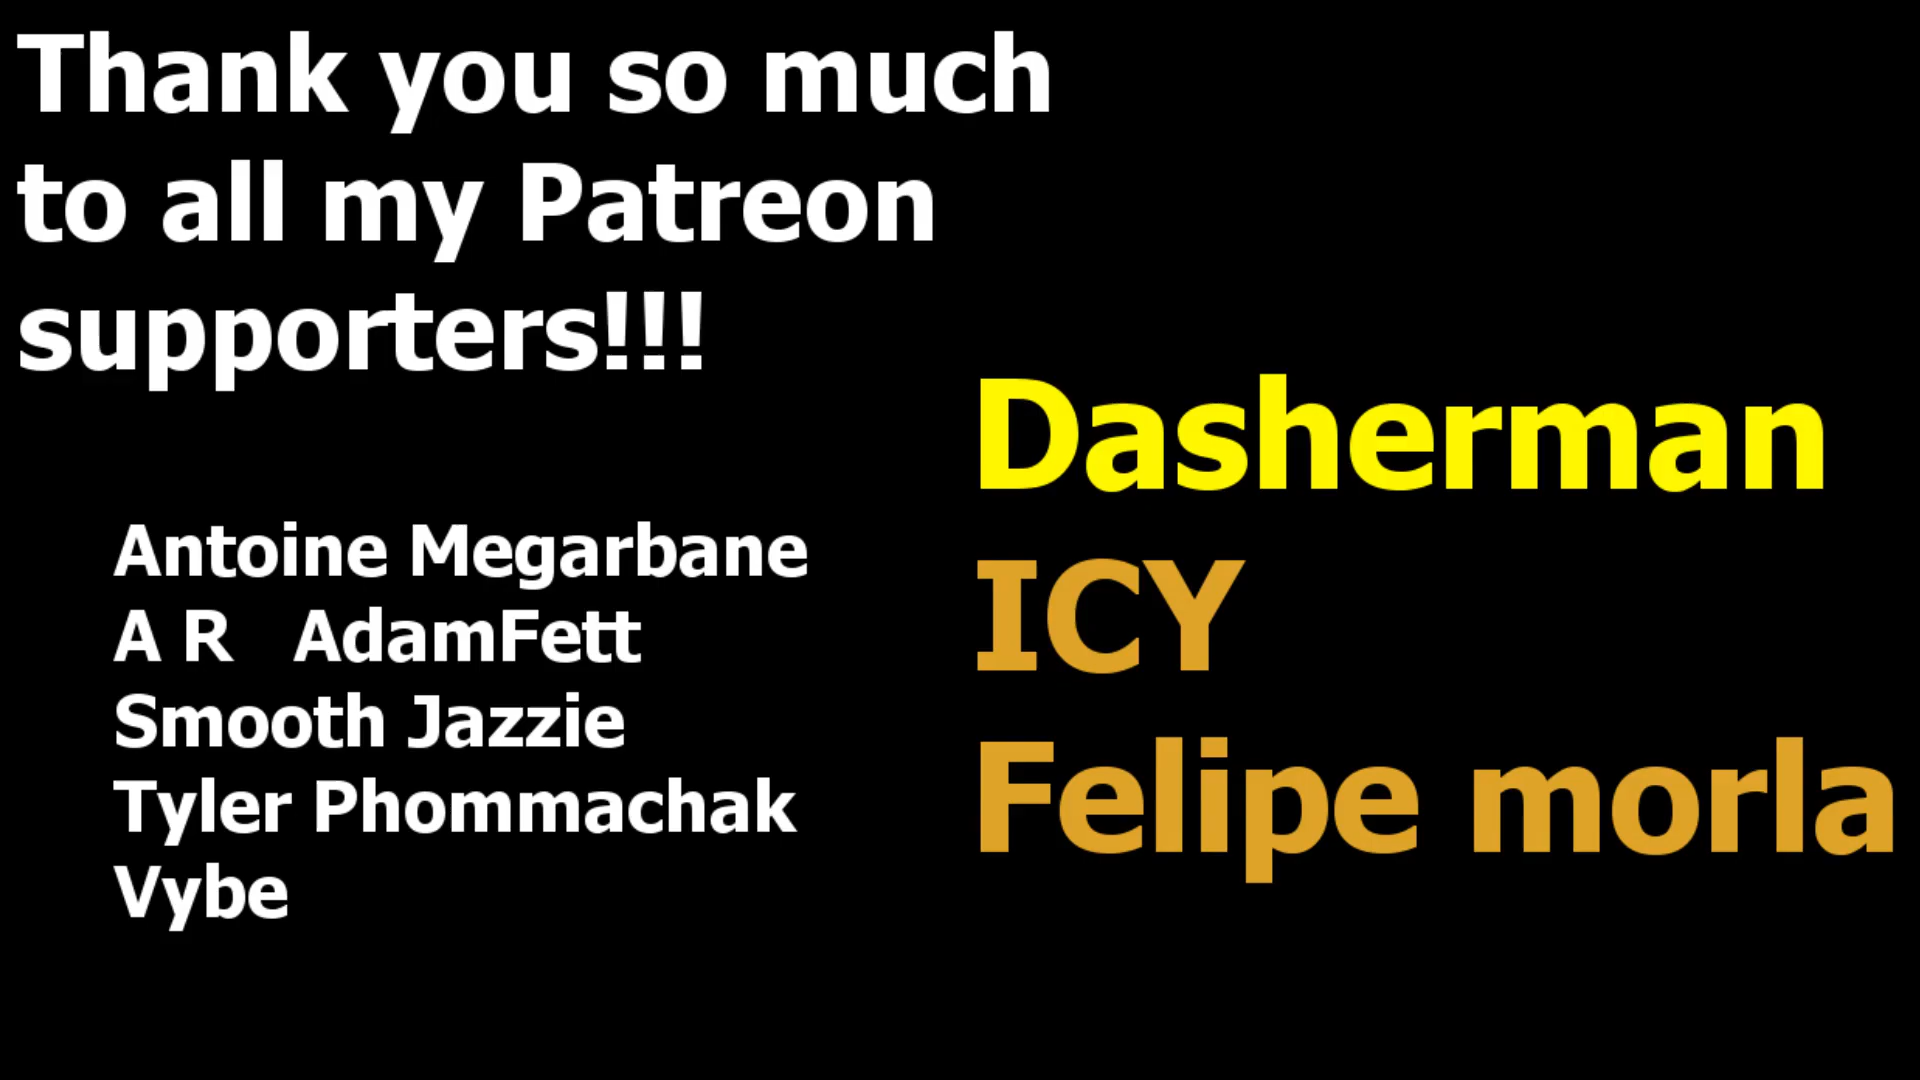 Thank you so much
to all my Patreon
supporters!!!
Antoine Megarbane
A R   AdamFett
Smooth Jazzie
Tyler Phommachak
Vybe
Dasherman
ICY
Felipe morla